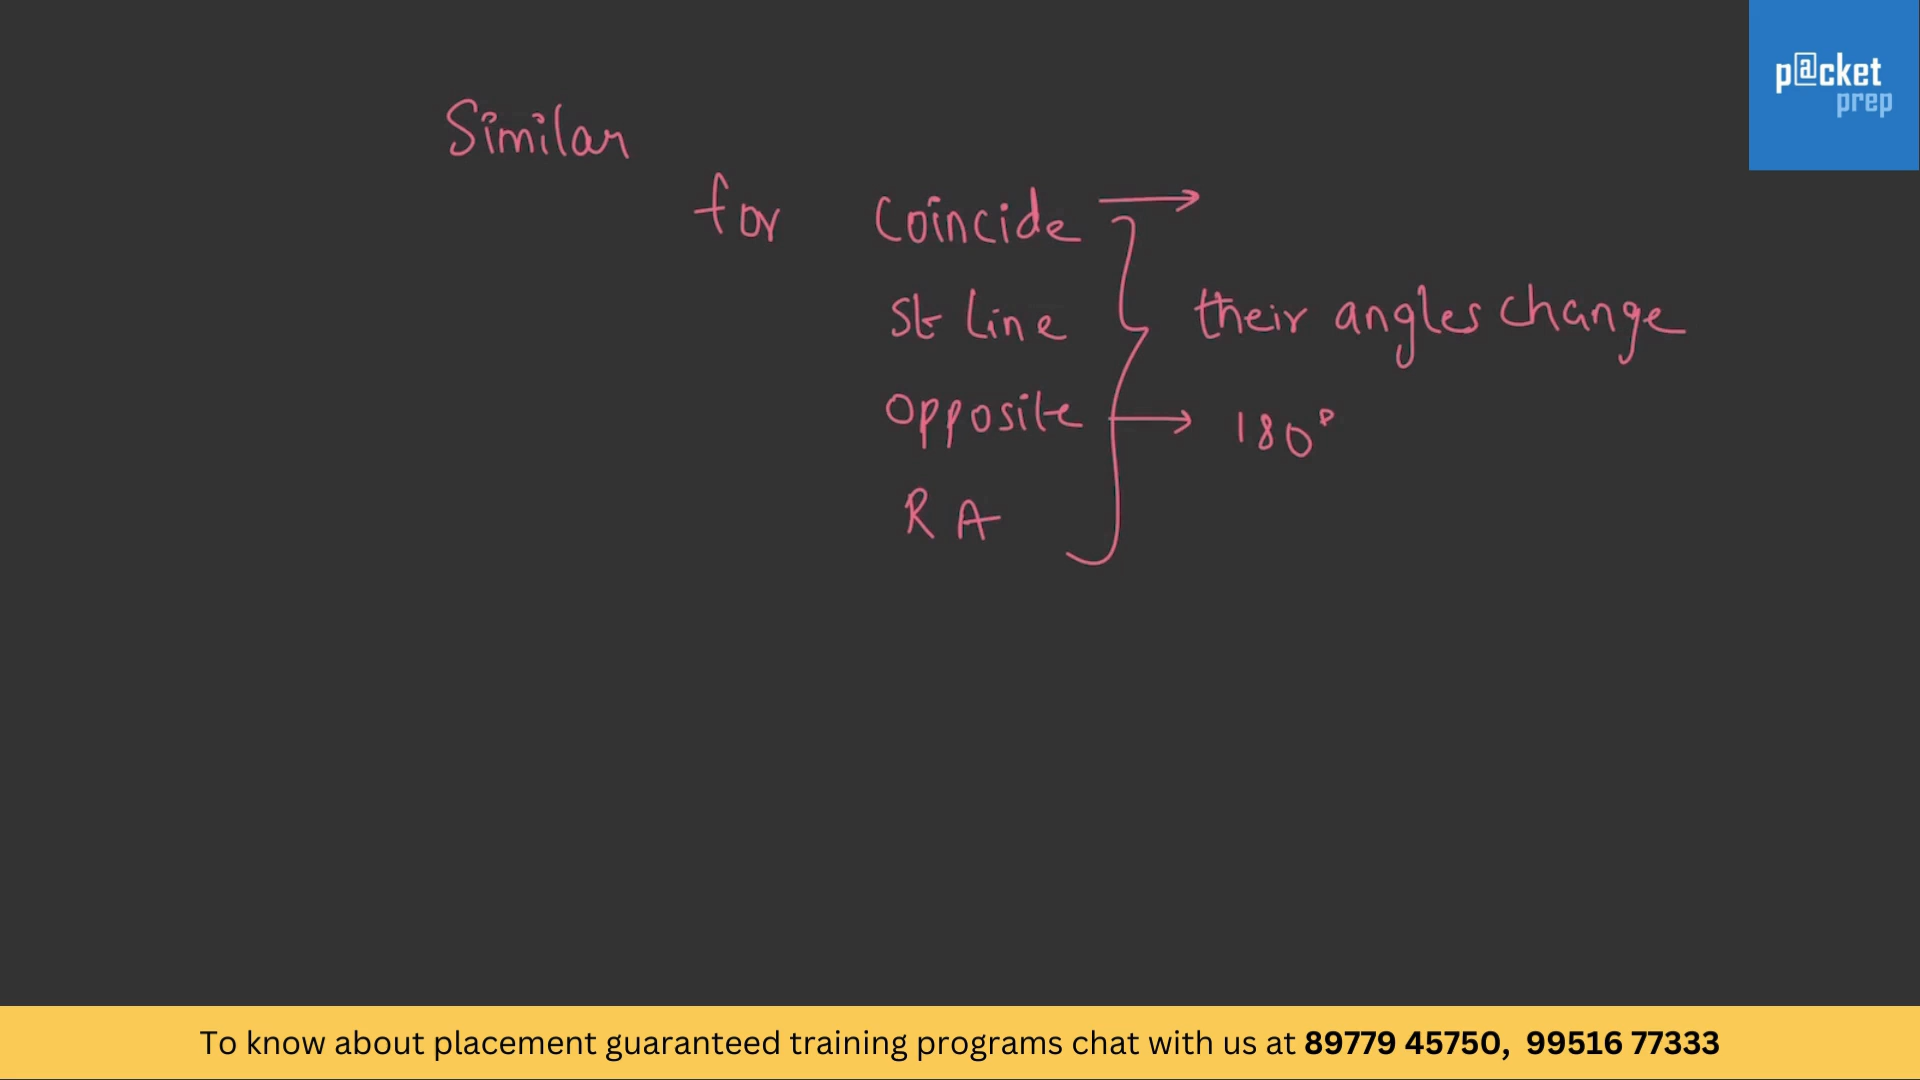 p@cket
prep
Similar
for Coincide →
St Line
their angles change
Opposite → 180°
R A
To know about placement guaranteed training programs chat with us at 89779 45750, 99516 77333